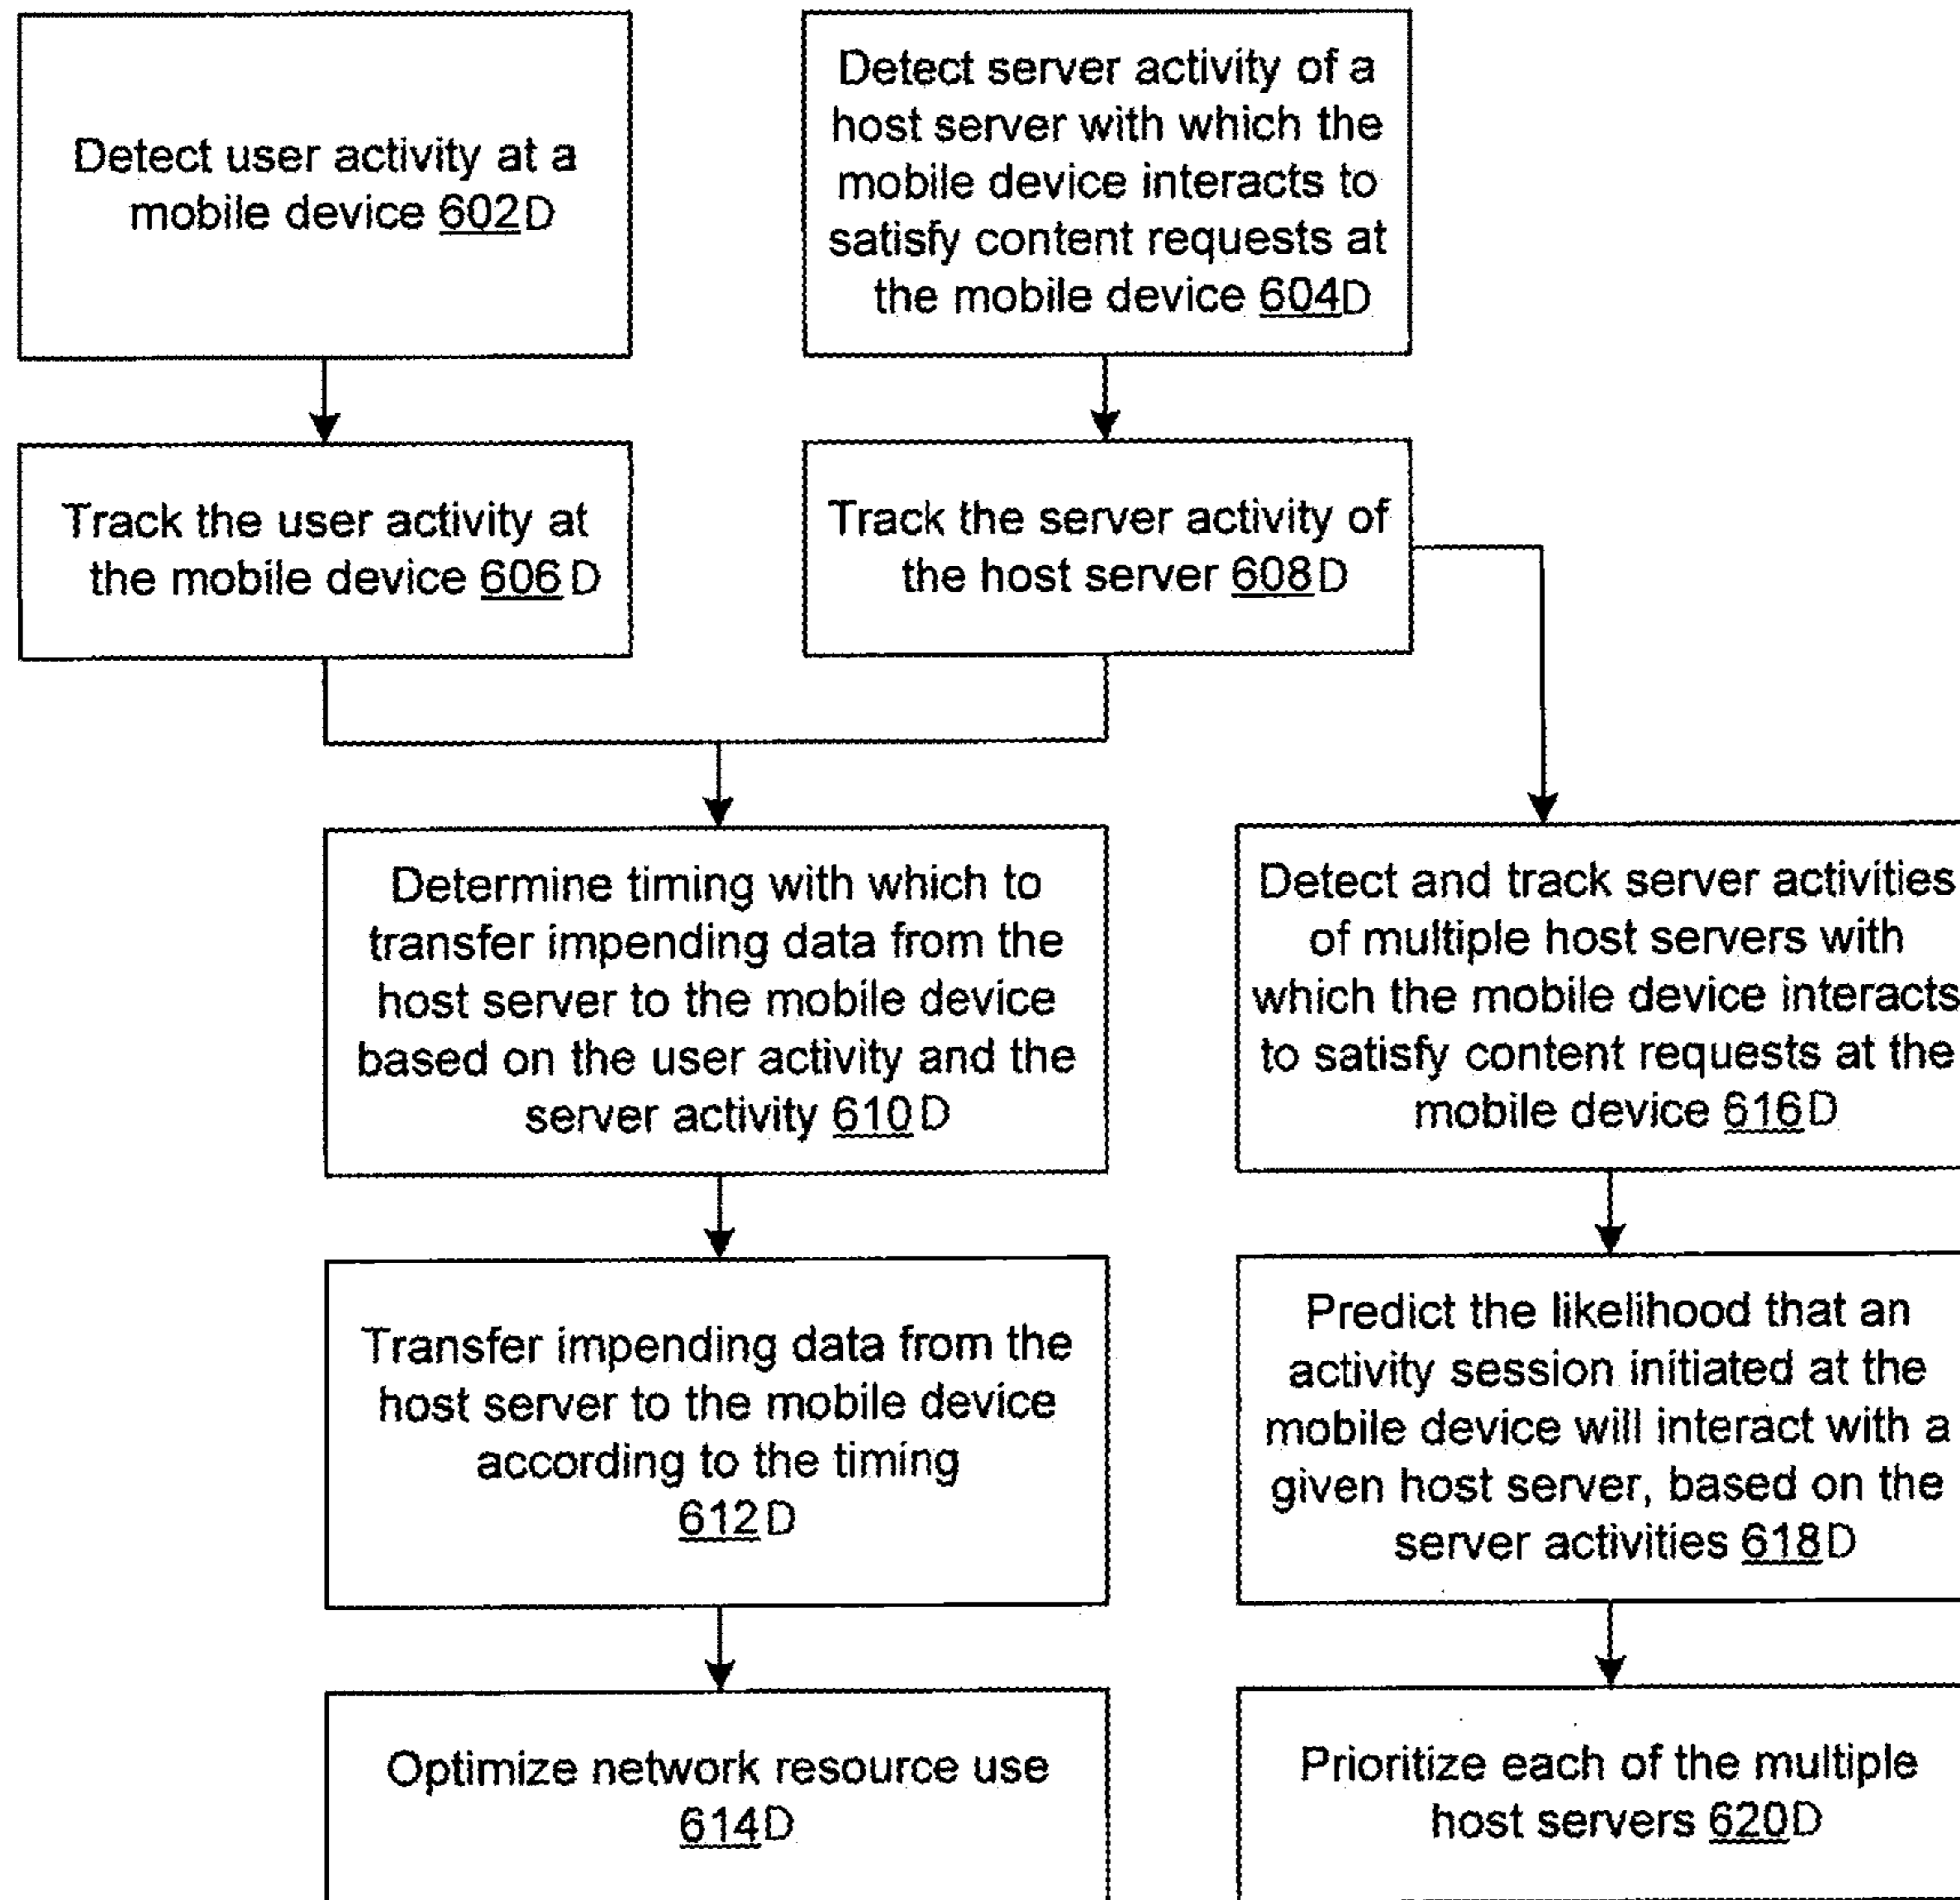 Detect user activity at a
mobile device 602D
Detect server activity of a
host server with which the
mobile device interacts to
satisfy content requests at
the mobile device 604D
Track the user activity at
the mobile device 606D
Track the server activity of
the host server 608D
Determine timing with which to
transfer impending data from the
host server to the mobile device
based on the user activity and the
server activity 610D
Detect and track server activities
of multiple host servers with
which the mobile device interacts
to satisfy content requests at the
mobile device 616D
Transfer impending data from the
host server to the mobile device
according to the timing
612D
Predict the likelihood that an
activity session initiated at the
mobile device will interact with a
given host server, based on the
server activities 618D
Optimize network resource use
614D
Prioritize each of the multiple
host servers 620D